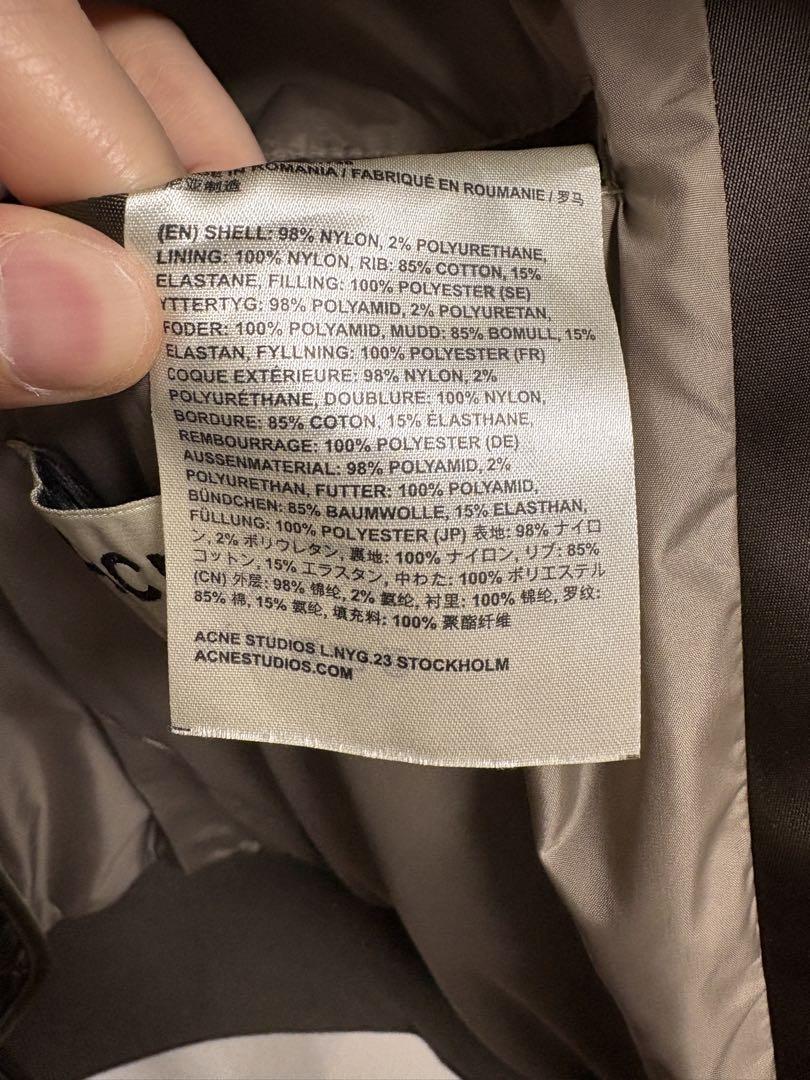 IN ROMANIA / FABRIQUÉ EN ROUMANIE / 罗马
尼亚制造
(EN) SHELL: 98% NYLON, 2% POLYURETHANE,
LINING: 100% NYLON, RIB: 85% COTTON, 15%
ELASTANE, FILLING: 100% POLYESTER (SE)
YTTERTYG: 98% POLYAMID, 2% POLYURETAN,
FODER: 100% POLYAMID, MUDD: 85% BOMULL, 15%
ELASTAN, FYLLNING: 100% POLYESTER (FR)
COQUE EXTÉRIEURE: 98% NYLON, 2%
POLYURÉTHANE, DOUBLURE: 100% NYLON,
BORDURE: 85% COTON, 15% ÉLASTHANE,
REMBOURRAGE: 100% POLYESTER (DE)
AUSSENMATERIAL: 98% POLYAMID, 2%
POLYURETHAN, FUTTER: 100% POLYAMID,
BÜNDCHEN: 85% BAUMWOLLE, 15% ELASTHAN,
FÜLLUNG: 100% POLYESTER (JP) 表地: 98% ナイロ
ン, 2% ポリウレタン, 裏地: 100% ナイロン, リブ: 85%
コットン, 15% エラスタン, 中わた: 100% ポリエステル
(CN) 外层: 98% 锦纶, 2% 氨纶, 衬里: 100% 锦纶, 罗纹:
85% 棉, 15% 氨纶, 填充料: 100% 聚酯纤维
ACNE STUDIOS L.NYG.23 STOCKHOLM
ACNESTUDIOS.COM